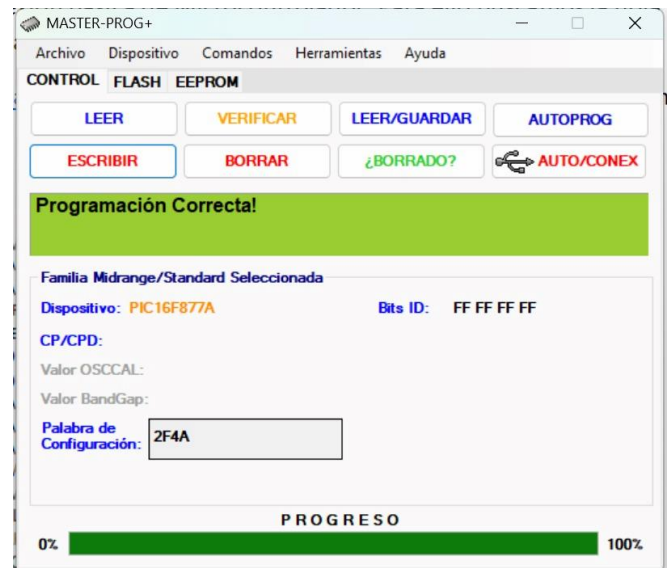 MASTER-PROG+
Archivo Dispositivo Comandos Herramientas Ayuda
CONTROL FLASH EEPROM
LEER VERIFICAR LEER/GUARDAR AUTOPROG
ESCRIBIR BORRAR ¿BORRADO? AUTO/CONEX
Programación Correcta!
Familia Midrange/Standard Seleccionada
Dispositivo: PIC16F877A Bits ID: FF FF FF FF
CP/CPD:
Valor OSCCAL:
Valor BandGap:
Palabra de
Configuración: 2F4A
PROGRESO
0% 100%